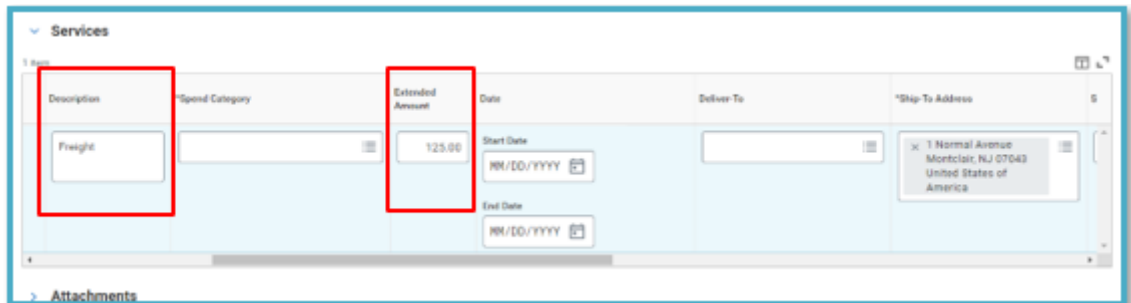 Services
1 item
Description
*Spend Category
Extended
Amount
Date
Deliver-To
*Ship-To Address
S
Freight
125.00
Start Date
MM/DD/YYYY
End Date
MM/DD/YYYY
× 1 Normal Avenue
Montclair, NJ 07043
United States of
America
Attachments